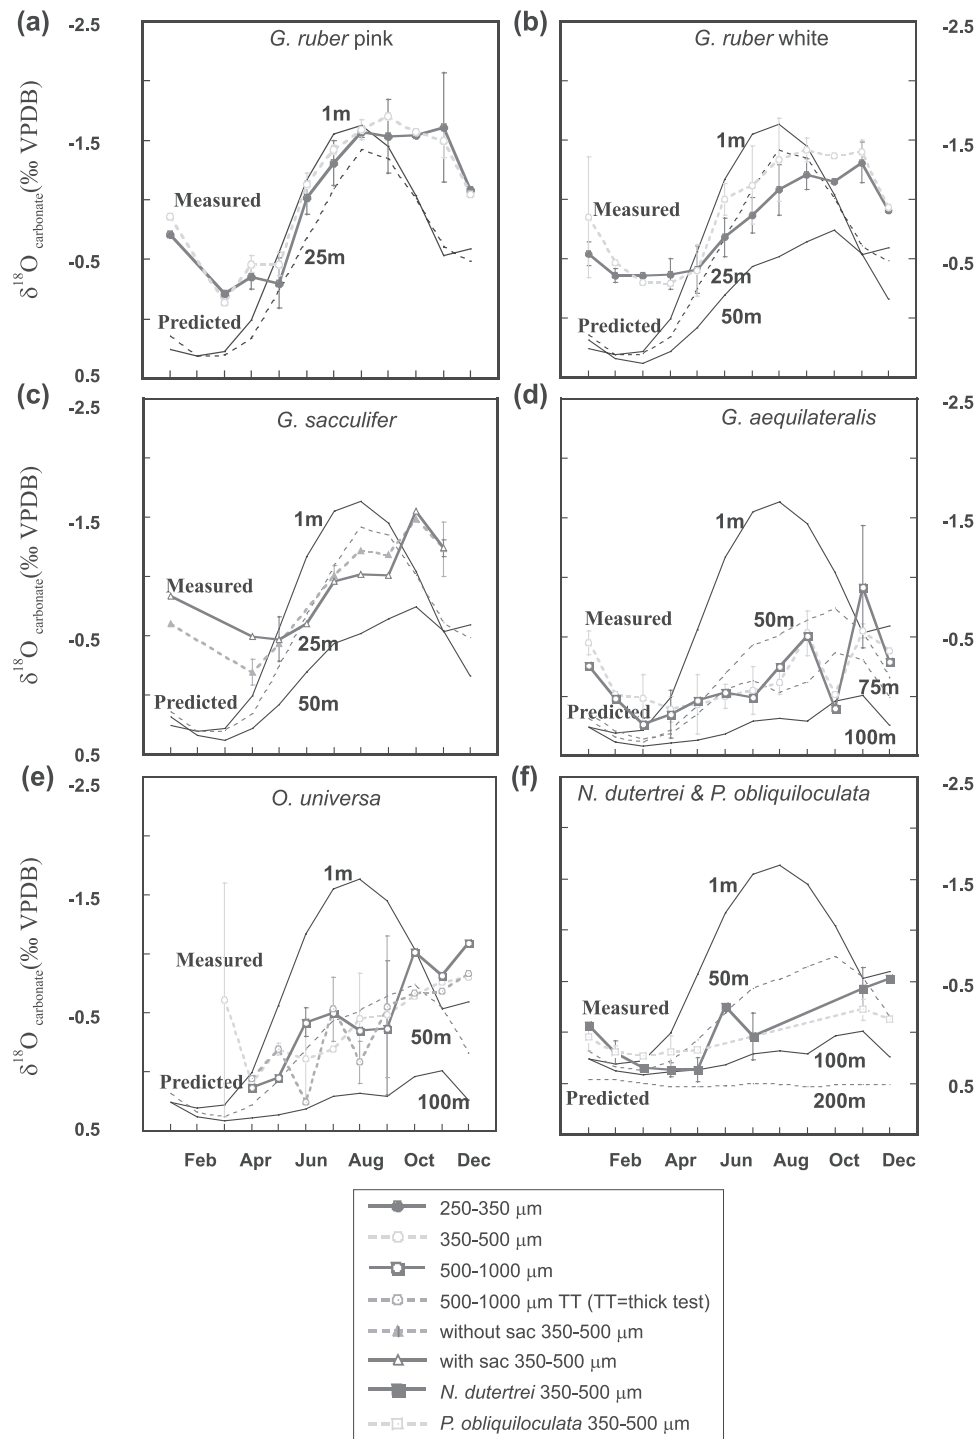 (a)
-2.5
G. ruber pink
(b)
G. ruber white
-2.5
δ18O carbonate(‰ VPDB)
-1.5
1m
1m
-1.5
Measured
Measured
-0.5
25m
25m
-0.5
50m
Predicted
Predicted
0.5
0.5
(c)
-2.5
G. sacculifer
(d)
G. aequilateralis
-2.5
δ18O carbonate(‰ VPDB)
-1.5
1m
1m
-1.5
Measured
Measured
-0.5
25m
50m
-0.5
50m
75m
Predicted
Predicted
100m
0.5
0.5
(e)
-2.5
O. universa
(f)
N. dutertrei & P. obliquiloculata
-2.5
δ18O carbonate(‰ VPDB)
1m
1m
-1.5
-1.5
Measured
50m
-0.5
50m
Measured
-0.5
Predicted
100m
100m
Predicted
200m
0.5
0.5
Feb Apr Jun Aug Oct Dec
Feb Apr Jun Aug Oct Dec
250-350 μm
350-500 μm
500-1000 μm
500-1000 μm TT (TT=thick test)
without sac 350-500 μm
with sac 350-500 μm
N. dutertrei 350-500 μm
P. obliquiloculata 350-500 μm